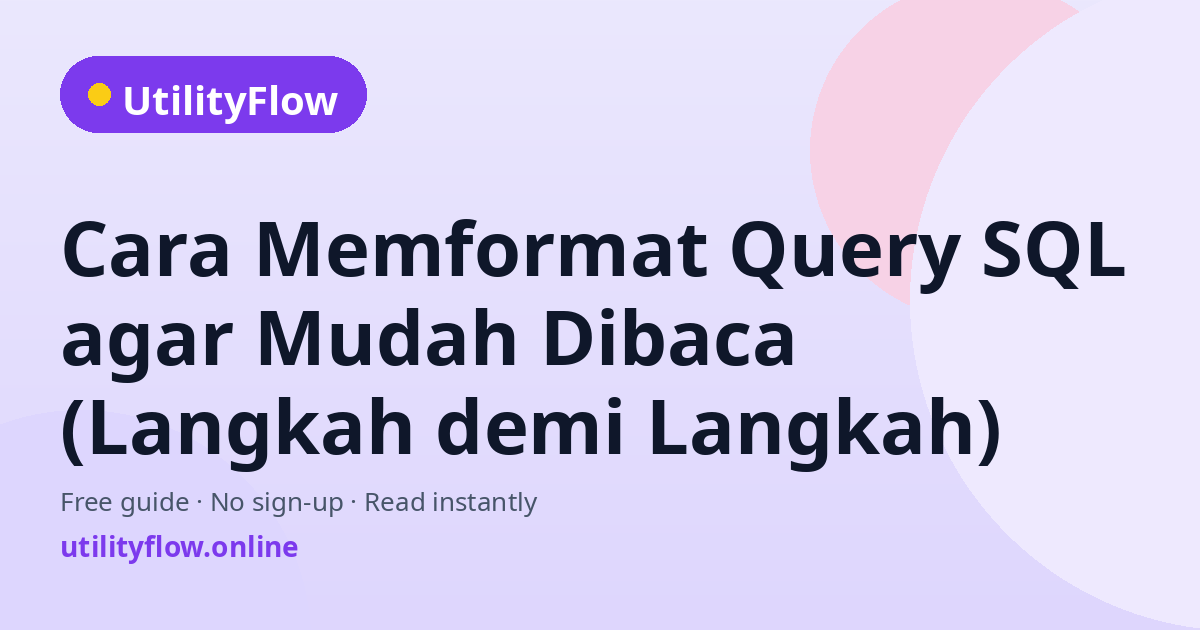 UtilityFlow
Cara Memformat Query SQL
agar Mudah Dibaca
(Langkah demi Langkah)
Free guide · No sign-up · Read instantly
utilityflow.online